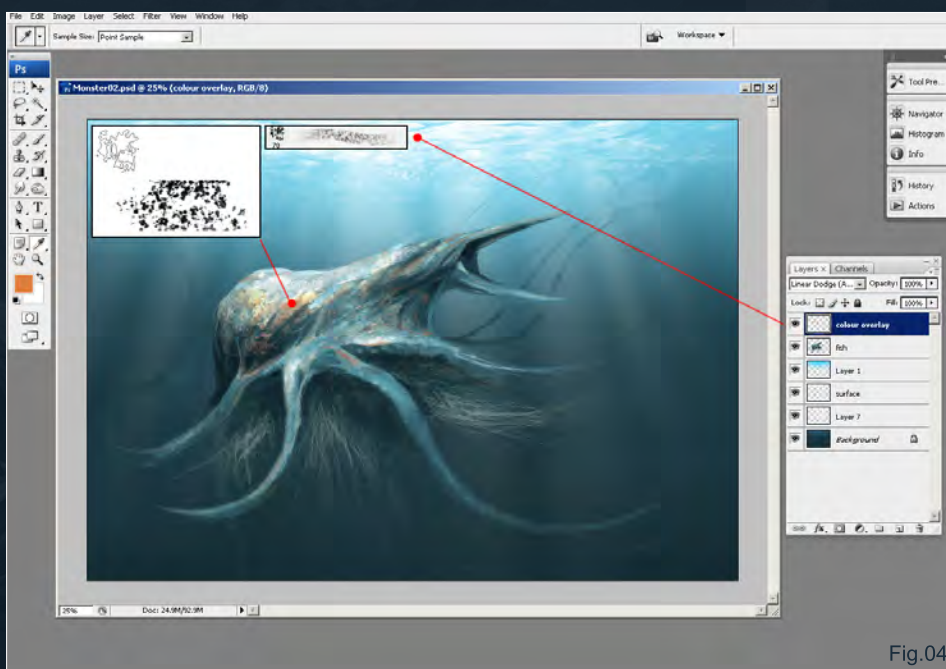 File Edit Image Layer Select Filter View Window Help
Sample Size: Point Sample
Workspace
Ps
Monster02.psd @ 25% (colour overlay, RGB/8)
79
Tool Pre...
Navigator
Histogram
Info
History
Actions
Layers x Channels
Linear Dodge (A... Opacity: 100%
Lock: Fill: 100%
colour overlay
fish
Layer 1
surface
Layer 7
Background
25% Doc: 24.9M/92.9M
Fig.04